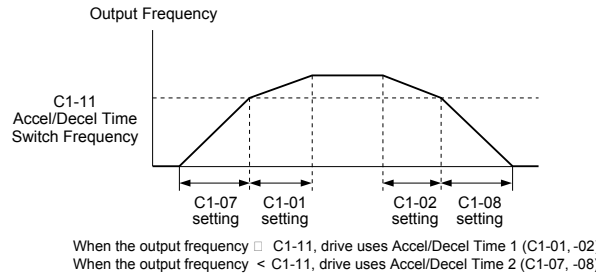 Output Frequency
C1-11
Accel/Decel Time
Switch Frequency
C1-07
setting
C1-01
setting
C1-02
setting
C1-08
setting
When the output frequency □ C1-11, drive uses Accel/Decel Time 1 (C1-01, -02)
When the output frequency < C1-11, drive uses Accel/Decel Time 2 (C1-07, -08)